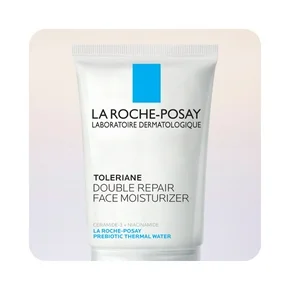 LA ROCHE-POSAY
LABORATOIRE DERMATOLOGIQUE
TOLERIANE
DOUBLE REPAIR
FACE MOISTURIZER
CERAMIDE-3 + NIACINAMIDE
LA ROCHE-POSAY
PREBIOTIC THERMAL WATER